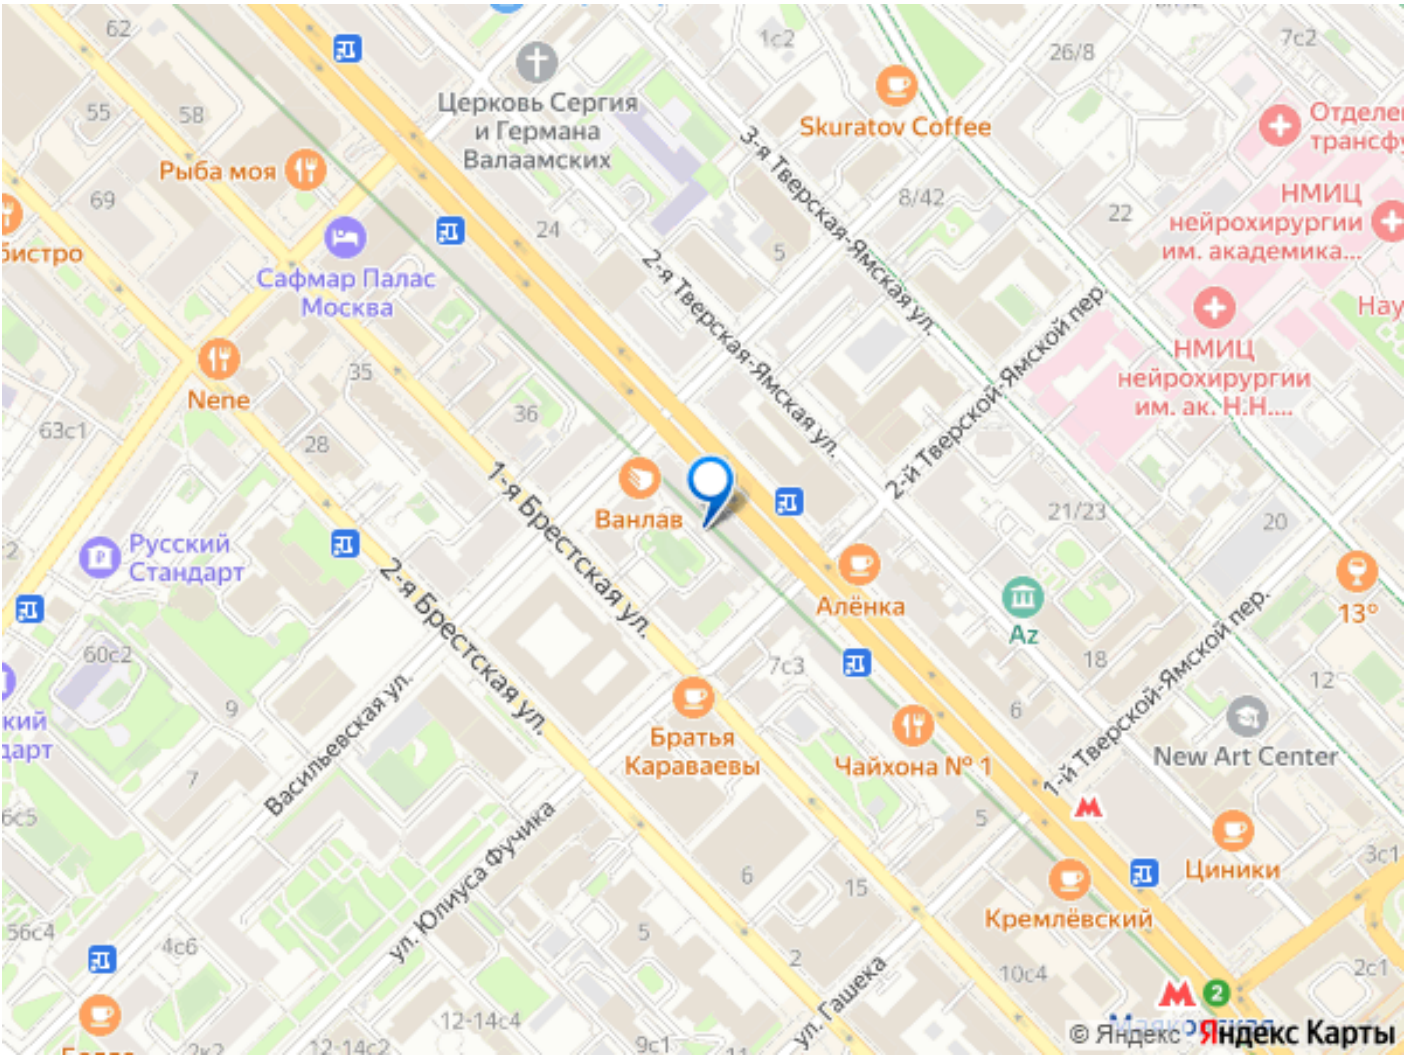 62
1с2
7с2
26/8
Церковь Сергия
и Германа
Валаамских
Skuratov Coffee
55
58
Рыба моя
3-я Тверская-Ямская ул.
8/42
22
НМИЦ
нейрохирургии
им. академика...
69
24
5
бистро
Сафмар Палас
Москва
2-я Тверская-Ямская ул.
2-й Тверской-Ямской пер.
НМИЦ
нейрохирургии
им. ак. Н.Н....
Nene
35
36
63с1
28
1-я Брестская ул.
Ванлав
21/23
20
Русский
Стандарт
2-я Брестская ул.
Алёнка
Az
13°
60с2
7с3
18
12
1-й Тверской-Ямской пер.
9
6
Васильевская ул.
Братья
Караваевы
Чайхона № 1
New Art Center
7
5
Циники
3с1
ул. Юлиуса Фучика
6
15
Кремлёвский
56с4
4с6
5
2
10с4
2с1
ул. Гашека
2
12-14с4
12-14с2
2к2
9с1
© Яндекс Яндекс Карты